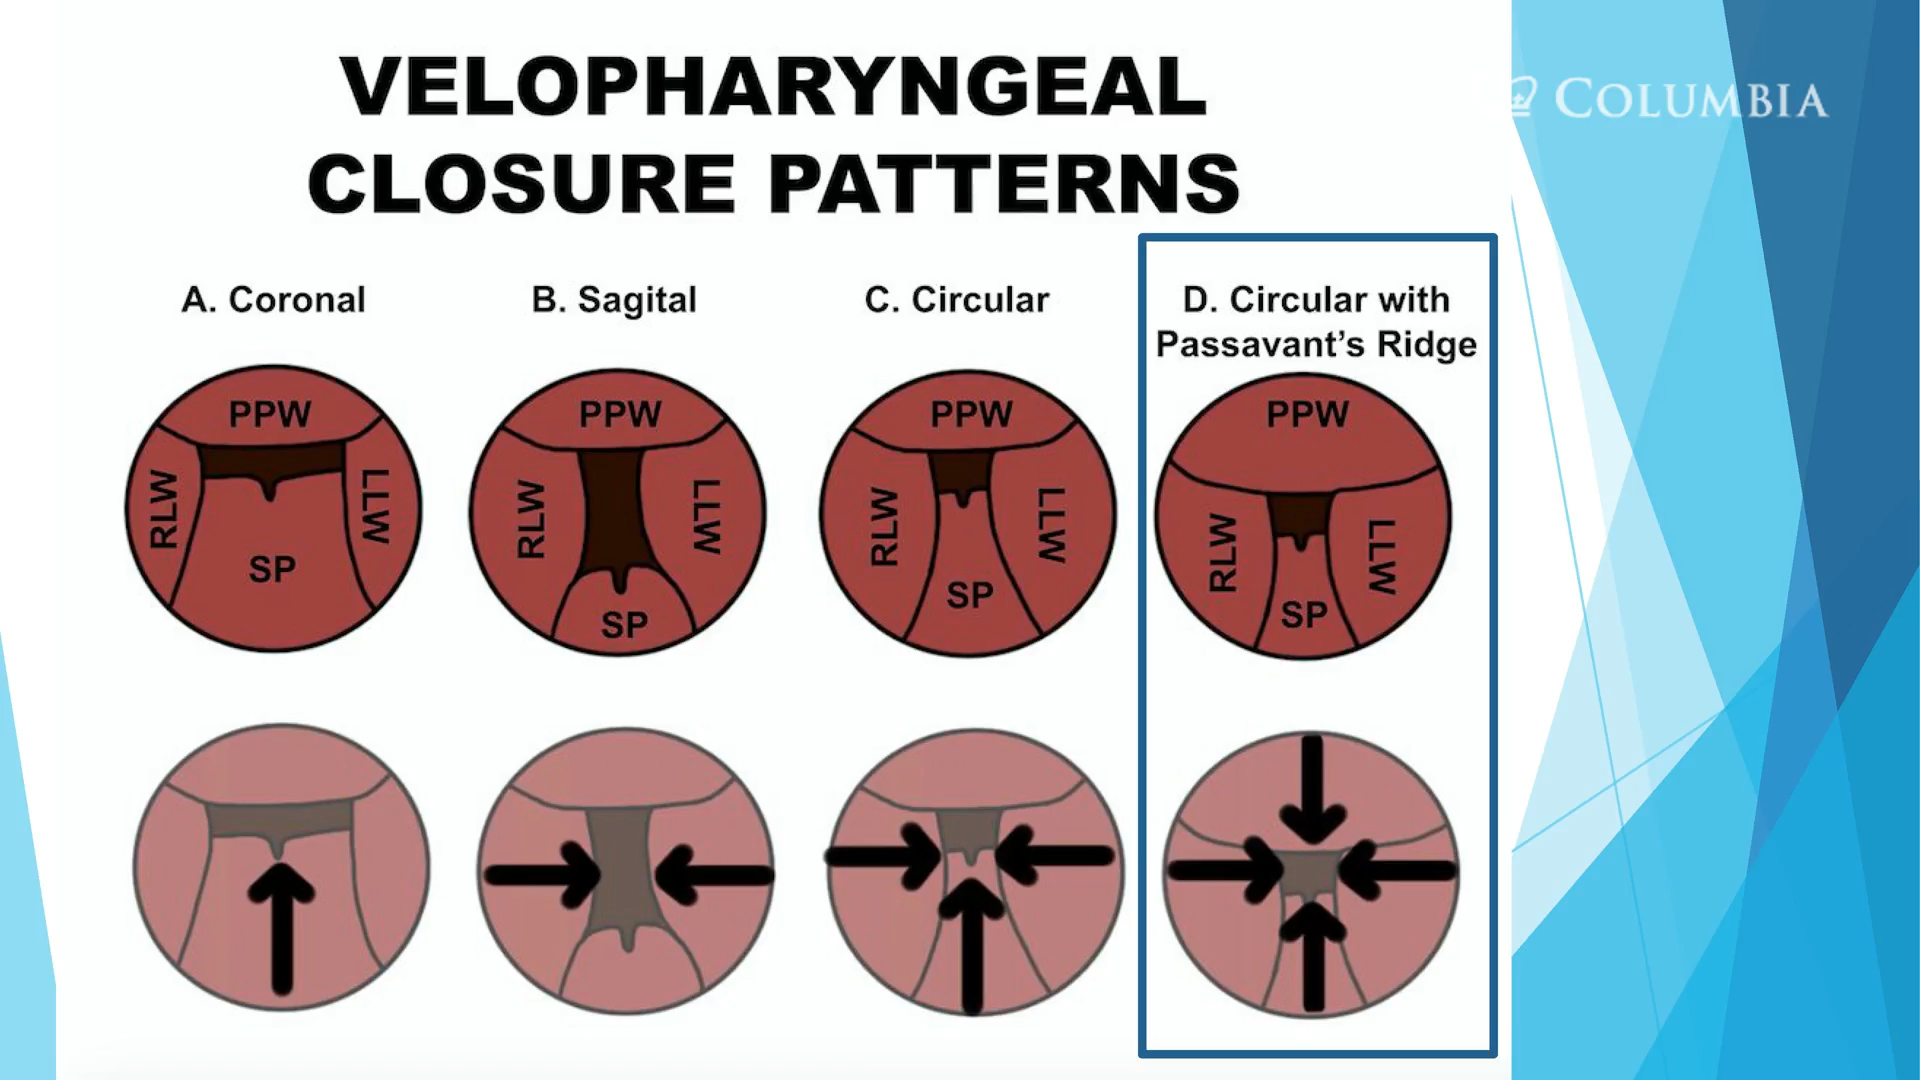 VELOPHARYNGEAL
CLOSURE PATTERNS
COLUMBIA
A. Coronal
B. Sagital
C. Circular
D. Circular with
Passavant's Ridge
PPW
RLW
LLW
SP
PPW
RLW
LLW
SP
PPW
RLW
LLW
SP
PPW
RLW
LLW
SP